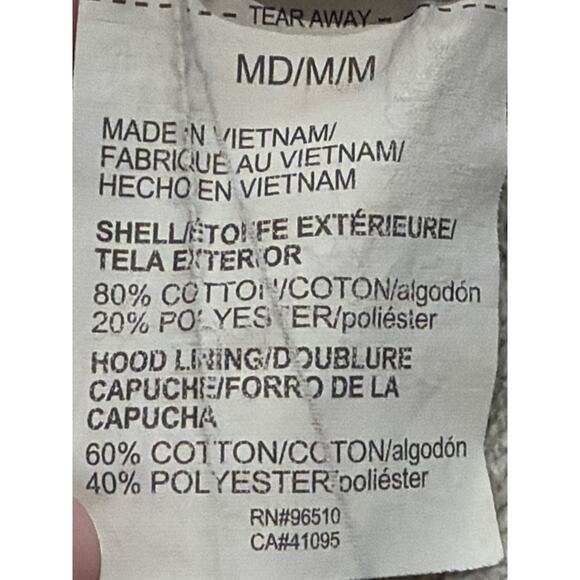 TEAR AWAY
MD/M/M
MADE IN VIETNAM/
FABRIQUÉ AU VIETNAM/
HECHO EN VIETNAM
SHELL/ÉTOFFE EXTÉRIEURE/
TELA EXTERIOR
80% COTTON/COTON/algodón
20% POLYESTER/poliéster
HOOD LINING/DOUBLURE
CAPUCHE/FORRO DE LA
CAPUCHA
60% COTTON/COTON/algodón
40% POLYESTER/poliéster
RN#96510
CA#41095